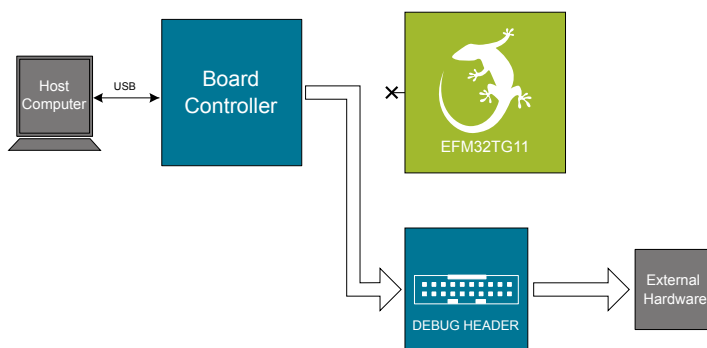 Host
Computer
USB
Board
Controller
EFM32TG11
DEBUG HEADER
External
Hardware